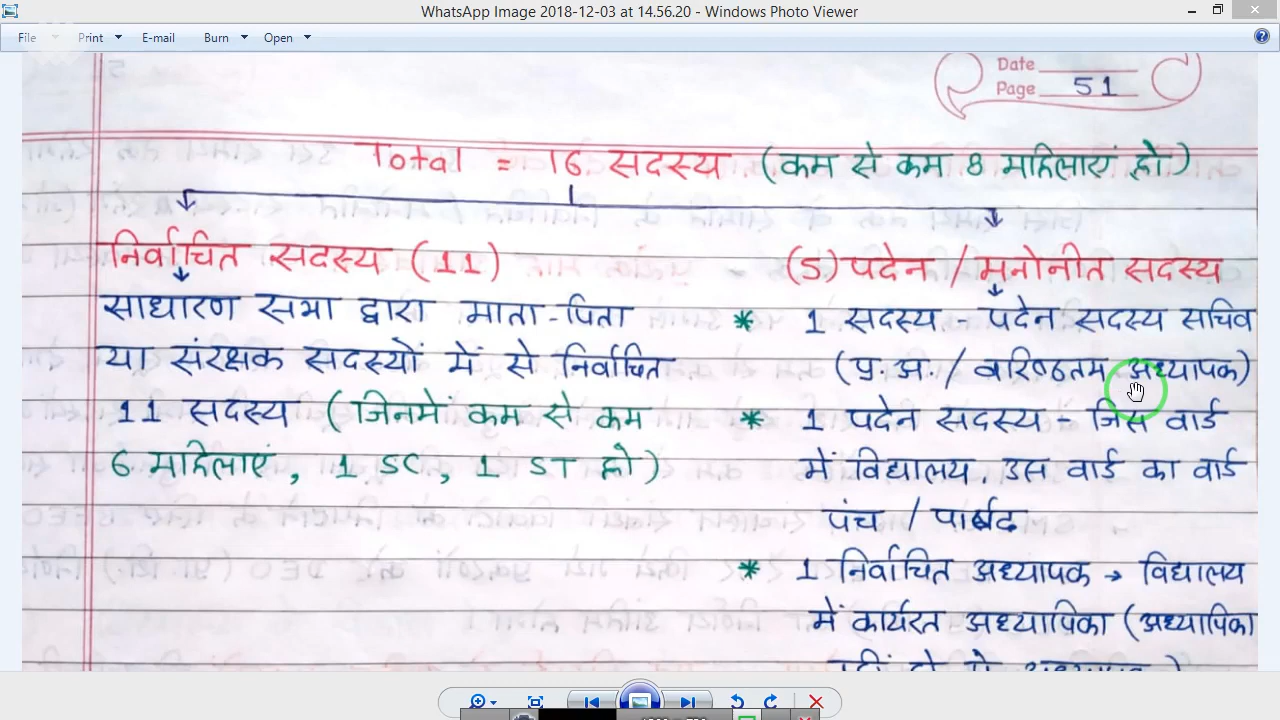 WhatsApp Image 2018-12-03 at 14.56.20 - Windows Photo Viewer
File Print E-mail Burn Open
Date
Page 51
Total = 16 सदस्य (कम से कम 8 महिलाएं हो)
निर्वाचित सदस्य (11)
साधारण सभा द्वारा माता-पिता
या संरक्षक सदस्यों में से निर्वाचित
11 सदस्य (जिनमें कम से कम
6 महिलाएं, 1 SC, 1 ST हो)
(5) पदेन / मनोनीत सदस्य
* 1 सदस्य - पदेन सदस्य सचिव
(प्र.अ. / वरिष्ठतम अध्यापक)
* 1 पदेन सदस्य - जिस वार्ड
में विद्यालय, उस वार्ड का वार्ड
पंच / पार्षद
* 1 निर्वाचित अध्यापक → विद्यालय
में कार्यरत अध्यापिका (अध्यापिका